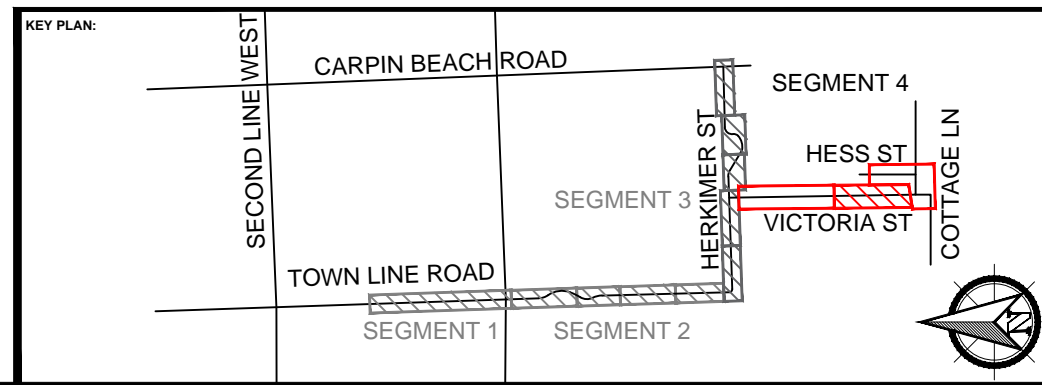 KEY PLAN:
SECOND LINE WEST
CARPIN BEACH ROAD
SEGMENT 4
HERKIMER ST
HESS ST
COTTAGE LN
SEGMENT 3
VICTORIA ST
TOWN LINE ROAD
SEGMENT 1
SEGMENT 2
N